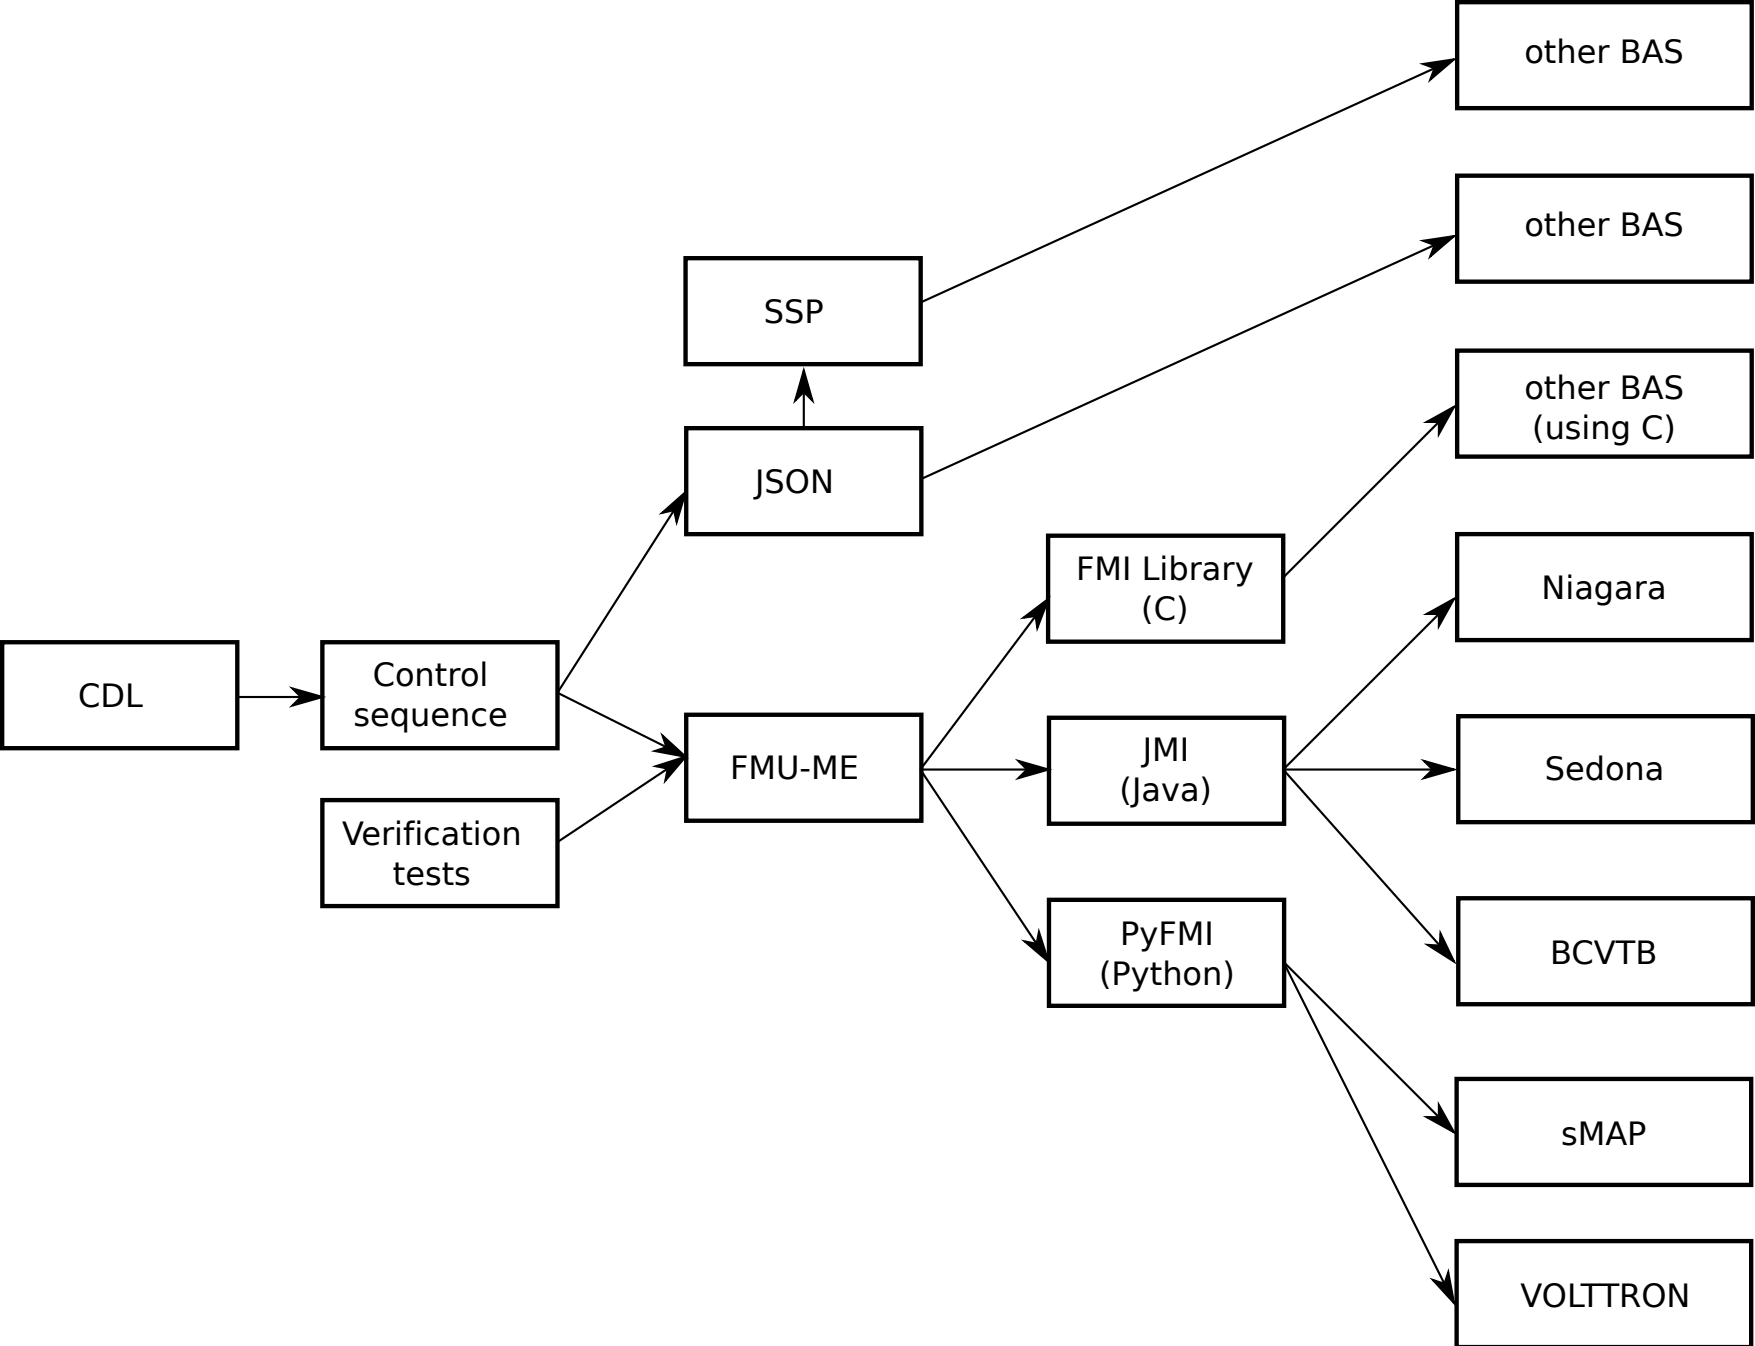 other BAS
other BAS
SSP
other BAS
(using C)
JSON
FMI Library
(C)
Niagara
CDL
Control
sequence
FMU-ME
JMI
(Java)
Sedona
Verification
tests
PyFMI
(Python)
BCVTB
sMAP
VOLTTRON